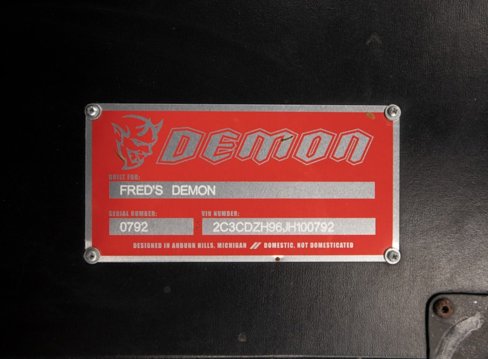 DEMON
BUILT FOR:
FRED'S DEMON
SERIAL NUMBER: VIN NUMBER:
0792 2C3CDZH96JH100792
DESIGNED IN AUBURN HILLS, MICHIGAN // DOMESTIC, NOT DOMESTICATED